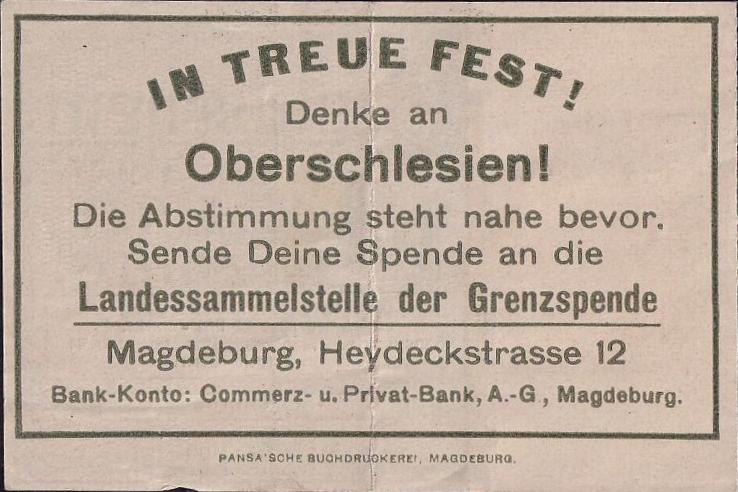 IN TREUE FEST!
Denke an
Oberschlesien!
Die Abstimmung steht nahe bevor.
Sende Deine Spende an die
Landessammelstelle der Grenzspende
Magdeburg, Heydeckstrasse 12
Bank-Konto: Commerz- u. Privat-Bank, A.-G., Magdeburg.
PANSA'SCHE BUCHDRUCKEREI, MAGDEBURG.